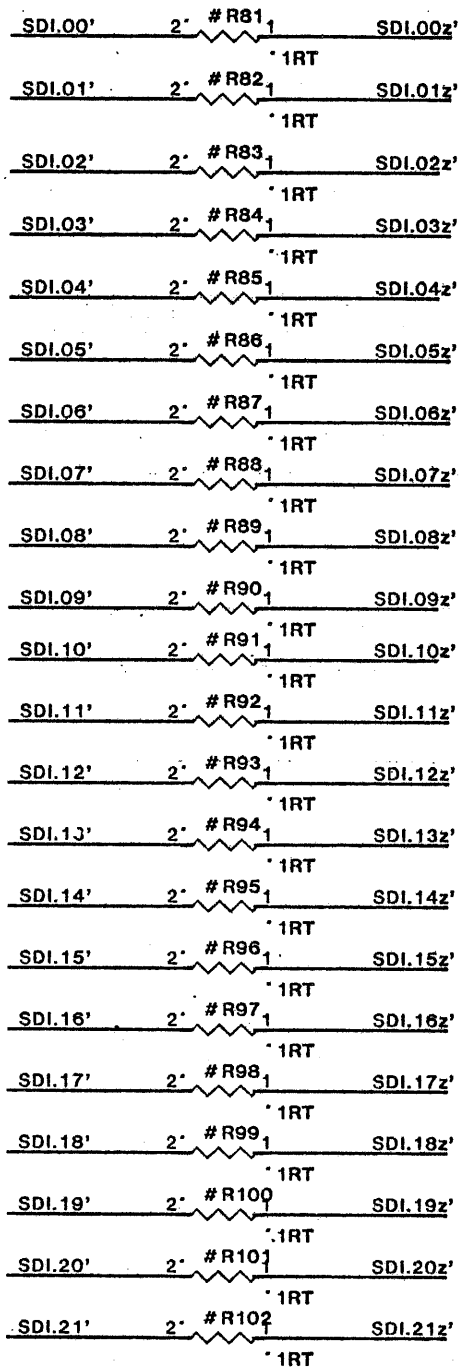 SDI.00' 2' #R81 1 SDI.00z'
' 1RT
SDI.01' 2' #R82 1 SDI.01z'
' 1RT
SDI.02' 2' #R83 1 SDI.02z'
' 1RT
SDI.03' 2' #R84 1 SDI.03z'
' 1RT
SDI.04' 2' #R85 1 SDI.04z'
' 1RT
SDI.05' 2' #R86 1 SDI.05z'
' 1RT
SDI.06' 2' #R87 1 SDI.06z'
' 1RT
SDI.07' 2' #R88 1 SDI.07z'
' 1RT
SDI.08' 2' #R89 1 SDI.08z'
' 1RT
SDI.09' 2' #R90 1 SDI.09z'
' 1RT
SDI.10' 2' #R91 1 SDI.10z'
' 1RT
SDI.11' 2' #R92 1 SDI.11z'
' 1RT
SDI.12' 2' #R93 1 SDI.12z'
' 1RT
SDI.13' 2' #R94 1 SDI.13z'
' 1RT
SDI.14' 2' #R95 1 SDI.14z'
' 1RT
SDI.15' 2' #R96 1 SDI.15z'
' 1RT
SDI.16' 2' #R97 1 SDI.16z'
' 1RT
SDI.17' 2' #R98 1 SDI.17z'
' 1RT
SDI.18' 2' #R99 1 SDI.18z'
' 1RT
SDI.19' 2' #R100 1 SDI.19z'
' 1RT
SDI.20' 2' #R101 1 SDI.20z'
' 1RT
SDI.21' 2' #R102 1 SDI.21z'
' 1RT